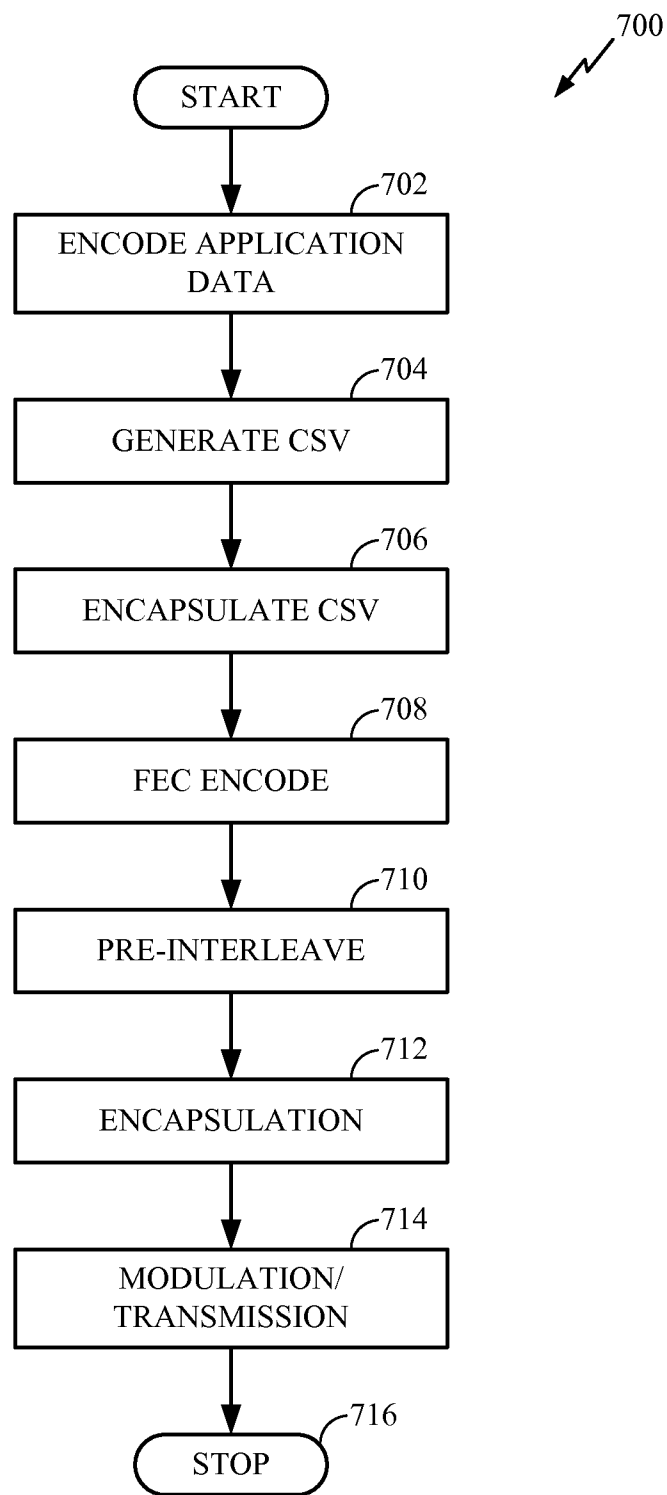 700
START
702
ENCODE APPLICATION
DATA
704
GENERATE CSV
706
ENCAPSULATE CSV
708
FEC ENCODE
710
PRE-INTERLEAVE
712
ENCAPSULATION
714
MODULATION/
TRANSMISSION
716
STOP